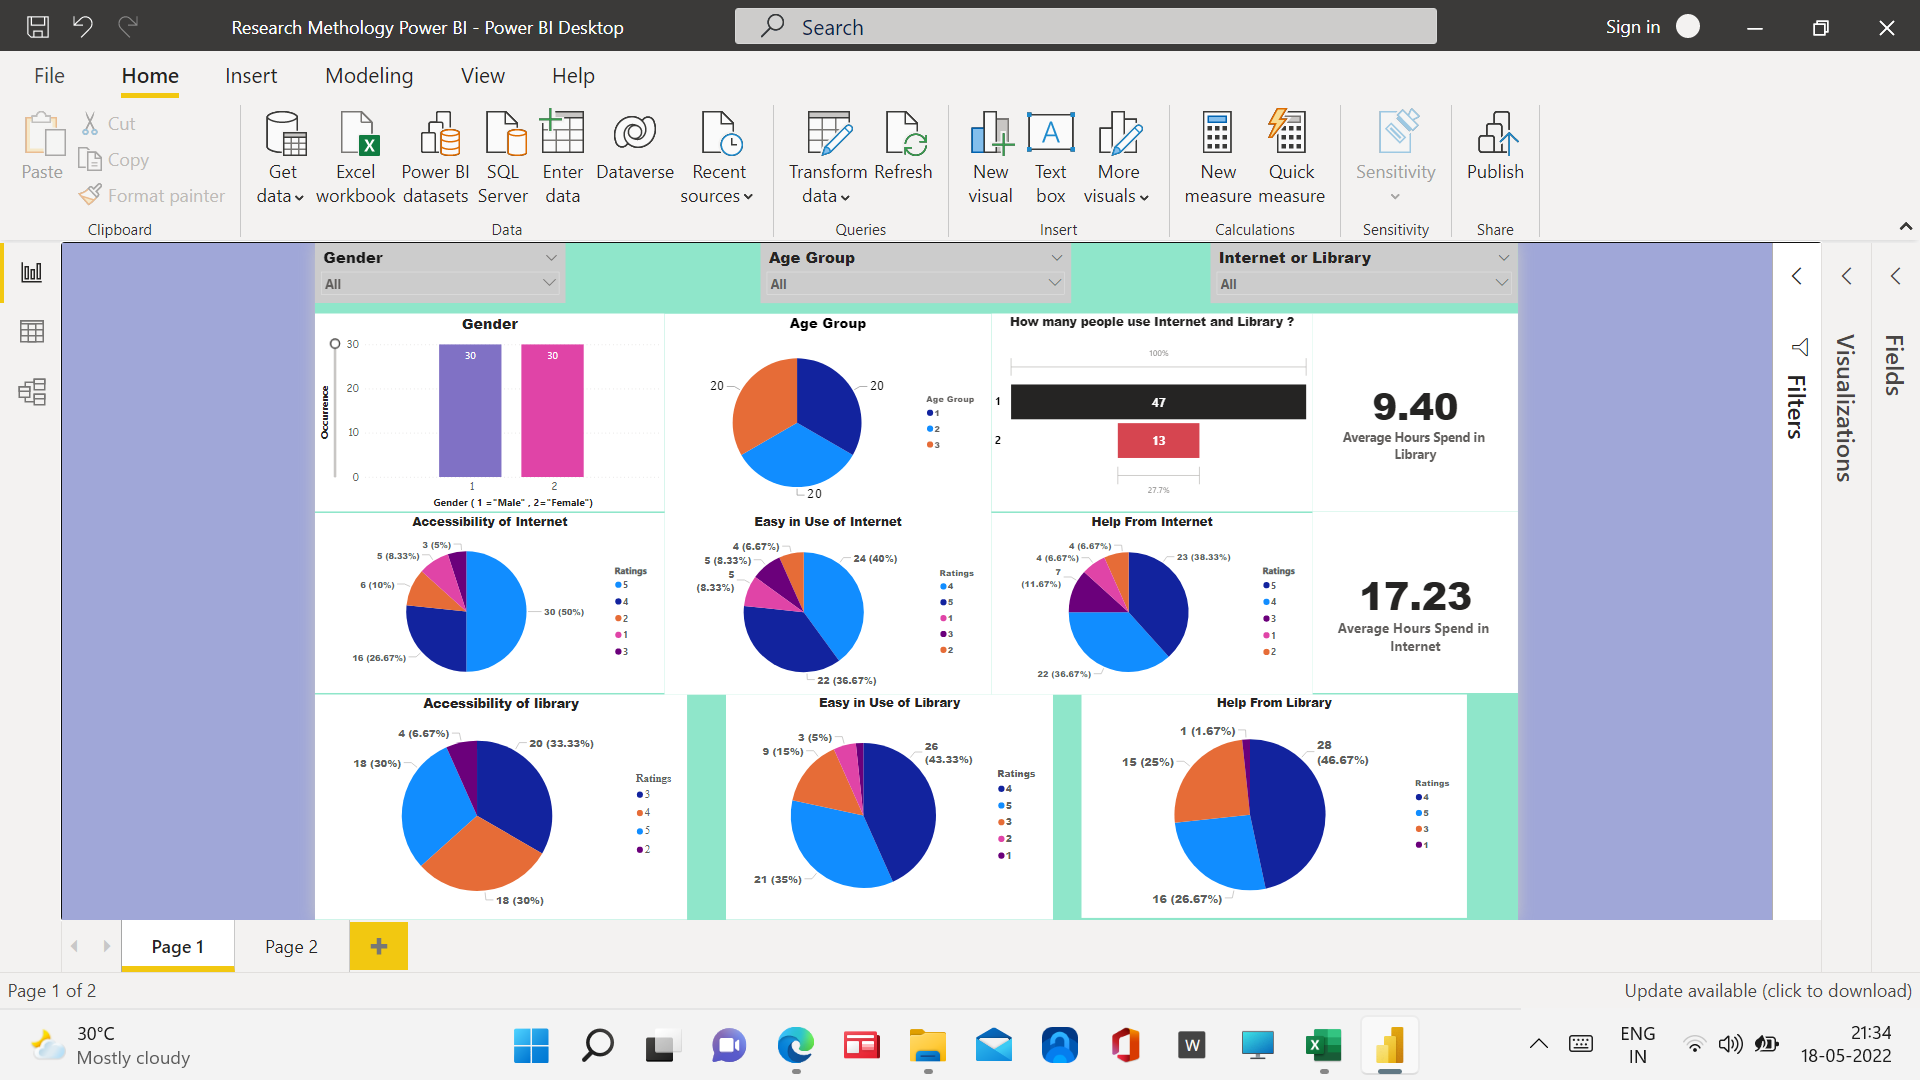 Research Methology Power BI - Power BI Desktop
Search
Sign in
File
Home
Insert
Modeling
View
Help
Paste
Cut
Copy
Format painter
Clipboard
Get data
Excel workbook
Power BI datasets
SQL Server
Enter data
Dataverse
Recent sources
Data
Transform data
Refresh
Queries
New visual
A
Text box
More visuals
Insert
New measure
Quick measure
Calculations
Sensitivity
Sensitivity
Publish
Share
Gender
All
Age Group
All
Internet or Library
All
Filters
Visualizations
Fields
Gender
Occurrence
30
20
10
0
30
30
1
2
Gender ( 1 ="Male" , 2="Female")
Age Group
20
20
20
Age Group
1
2
3
How many people use Internet and Library ?
100%
1
47
2
13
27.7%
9.40
Average Hours Spend in
Library
Accessibility of Internet
3 (5%)
5 (8.33%)
6 (10%)
30 (50%)
16 (26.67%)
Ratings
5
4
2
1
3
Easy in Use of Internet
4 (6.67%)
5 (8.33%)
5
(8.33%)
24 (40%)
22 (36.67%)
Ratings
4
5
1
3
2
Help From Internet
4 (6.67%)
4 (6.67%)
7
(11.67%)
23 (38.33%)
22 (36.67%)
Ratings
5
4
3
1
2
17.23
Average Hours Spend in
Internet
Accessibility of library
4 (6.67%)
20 (33.33%)
18 (30%)
18 (30%)
Ratings
3
4
5
2
Easy in Use of Library
3 (5%)
9 (15%)
26
(43.33%)
21 (35%)
Ratings
4
5
3
2
1
Help From Library
1 (1.67%)
15 (25%)
28
(46.67%)
16 (26.67%)
Ratings
4
5
3
1
Page 1
Page 2
+
Page 1 of 2
Update available (click to download)
30°C
Mostly cloudy
W
X
ENG
IN
21:34
18-05-2022